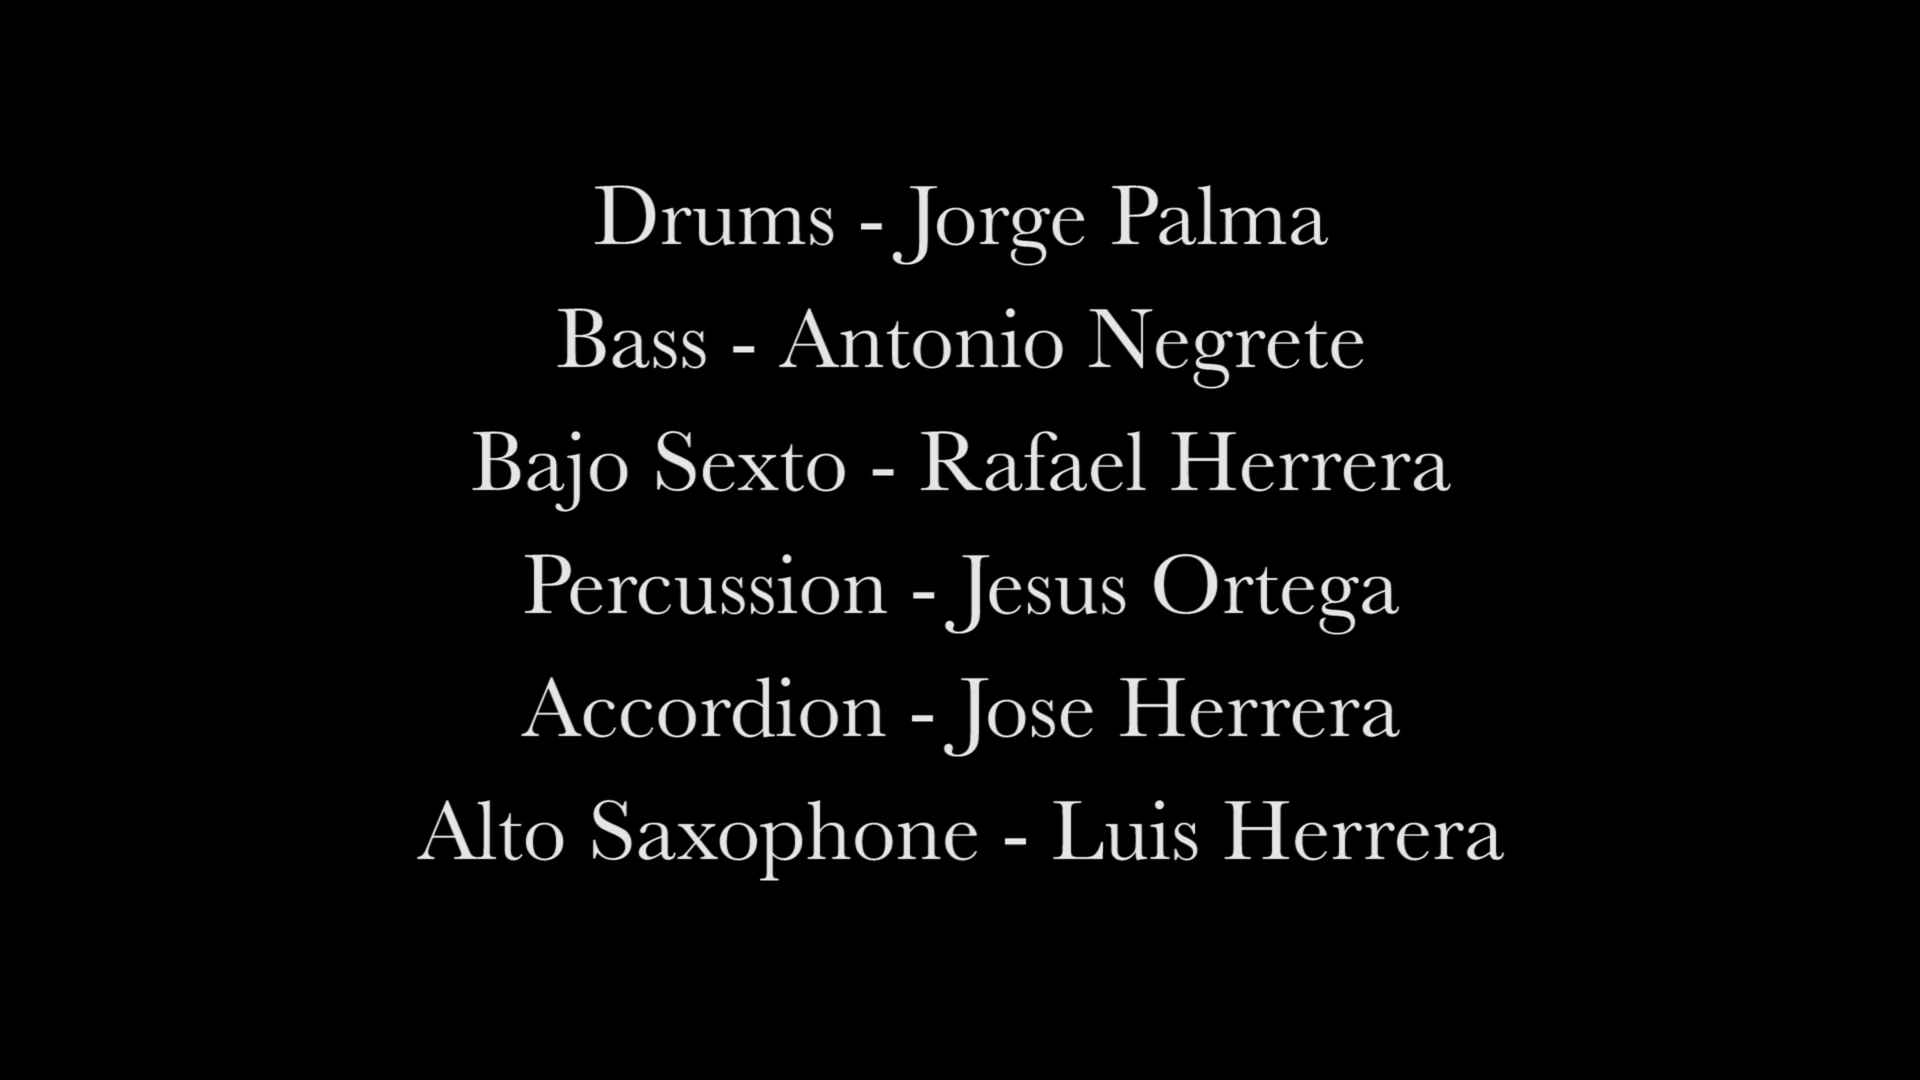 Drums - Jorge Palma
Bass - Antonio Negrete
Bajo Sexto - Rafael Herrera
Percussion - Jesus Ortega
Accordion - Jose Herrera
Alto Saxophone - Luis Herrera